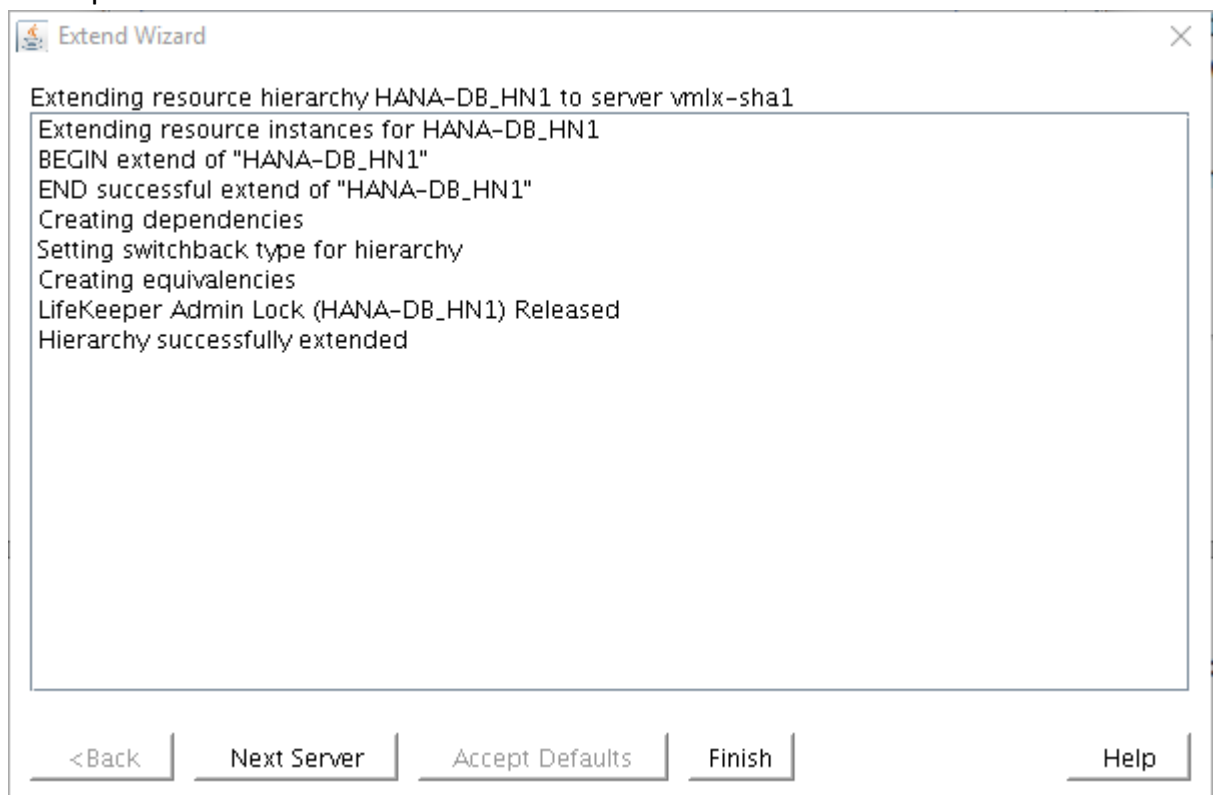 Extend Wizard
Extending resource hierarchy HANA-DB_HN1 to server vmlx-sha1
Extending resource instances for HANA-DB_HN1
BEGIN extend of "HANA-DB_HN1"
END successful extend of "HANA-DB_HN1"
Creating dependencies
Setting switchback type for hierarchy
Creating equivalencies
LifeKeeper Admin Lock (HANA-DB_HN1) Released
Hierarchy successfully extended
<Back Next Server Accept Defaults Finish Help